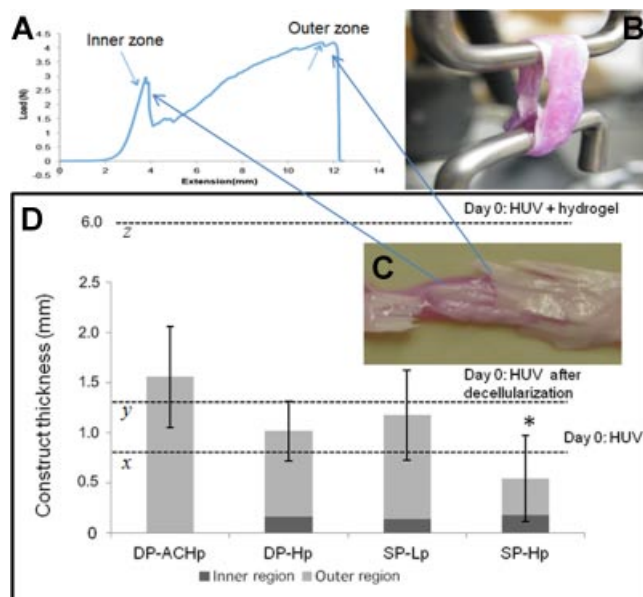 A
Inner zone
Outer zone
B
Load (N)
4.5
4
3.5
3
2.5
2
1.5
1
0.5
0
-0.5
0 2 4 6 8 10 12 14
Extension(mm)
D
Day 0: HUV + hydrogel
6.0
z
C
Construct thickness (mm)
2.5
2.0
1.5
1.0
0.5
0
Day 0: HUV after
decellularization
y
*
Day 0: HUV
x
DP-ACHp DP-Hp SP-Lp SP-Hp
Inner region Outer region